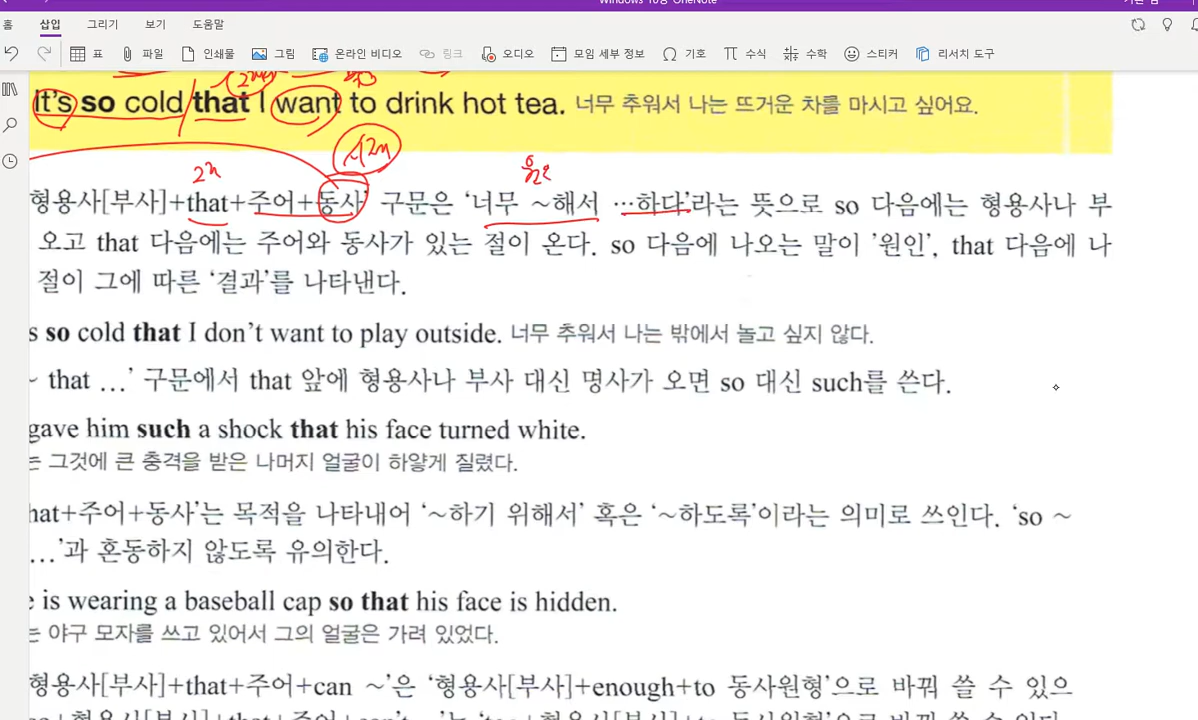 Windows 10용 OneNote
홈 삽입 그리기 보기 도움말
표 파일 인쇄물 그림 온라인 비디오 링크 오디오 모임 세부 정보 기호 수식 수학 스티커 리서치 도구
It's so cold that I want to drink hot tea. 너무 추워서 나는 뜨거운 차를 마시고 싶어요.
형용사[부사]+that+주어+동사' 구문은 '너무 ~해서 …하다'라는 뜻으로 so 다음에는 형용사나 부
오고 that 다음에는 주어와 동사가 있는 절이 온다. so 다음에 나오는 말이 '원인', that 다음에 나
절이 그에 따른 '결과'를 나타낸다.
s so cold that I don't want to play outside. 너무 추워서 나는 밖에서 놀고 싶지 않다.
~ that …' 구문에서 that 앞에 형용사나 부사 대신 명사가 오면 so 대신 such를 쓴다.
gave him such a shock that his face turned white.
는 그것에 큰 충격을 받은 나머지 얼굴이 하얗게 질렸다.
hat+주어+동사'는 목적을 나타내어 '~하기 위해서' 혹은 '~하도록'이라는 의미로 쓰인다. 'so ~
…'과 혼동하지 않도록 유의한다.
e is wearing a baseball cap so that his face is hidden.
는 야구 모자를 쓰고 있어서 그의 얼굴은 가려 있었다.
형용사[부사]+that+주어+can ~'은 '형용사[부사]+enough+to 동사원형'으로 바꿔 쓸 수 있으